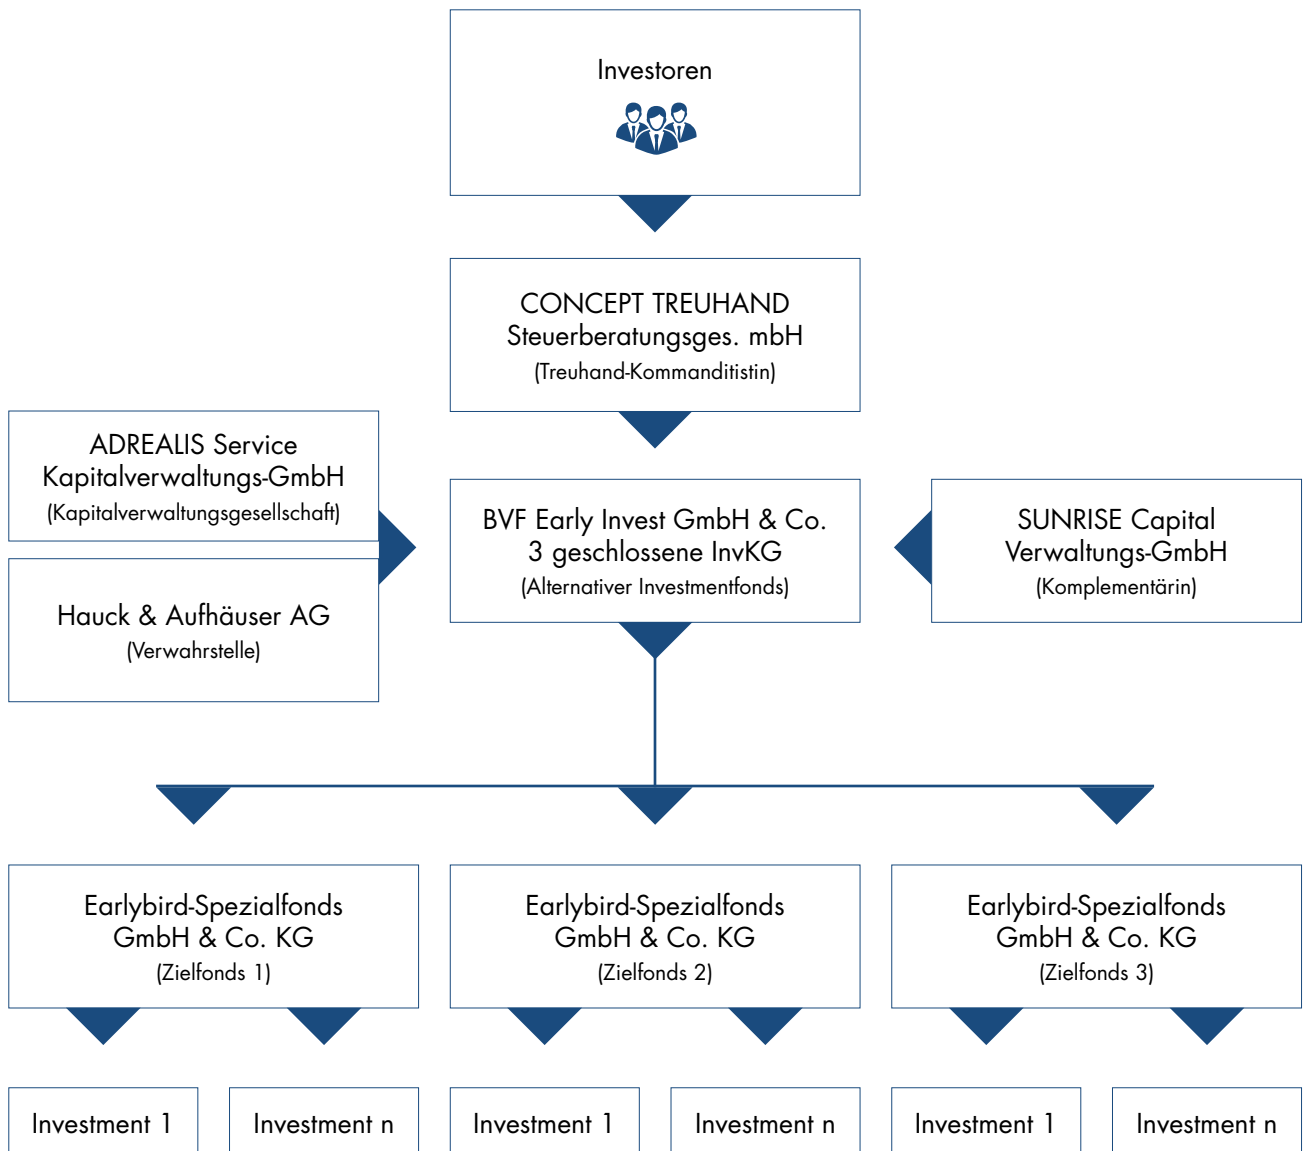 Investoren
CONCEPT TREUHAND
Steuerberatungsges. mbH
(Treuhand-Kommanditistin)
ADREALIS Service
Kapitalverwaltungs-GmbH
(Kapitalverwaltungsgesellschaft)
Hauck & Aufhäuser AG
(Verwahrstelle)
BVF Early Invest GmbH & Co.
3 geschlossene InvKG
(Alternativer Investmentfonds)
SUNRISE Capital
Verwaltungs-GmbH
(Komplementärin)
Earlybird-Spezialfonds
GmbH & Co. KG
(Zielfonds 1)
Earlybird-Spezialfonds
GmbH & Co. KG
(Zielfonds 2)
Earlybird-Spezialfonds
GmbH & Co. KG
(Zielfonds 3)
Investment 1
Investment n
Investment 1
Investment n
Investment 1
Investment n